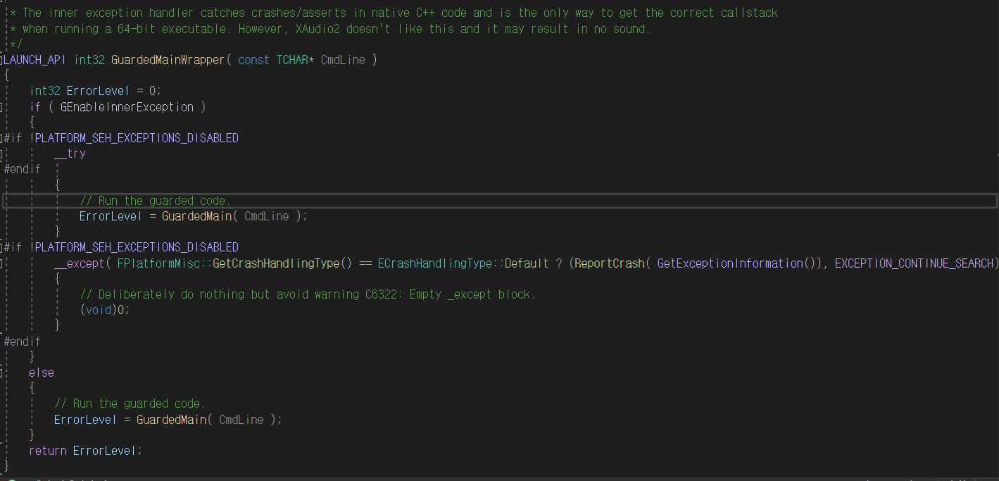 * The inner exception handler catches crashes/asserts in native C++ code and is the only way to get the correct callstack
* when running a 64-bit executable. However, XAudio2 doesn't like this and it may result in no sound.
*/
LAUNCH_API int32 GuardedMainWrapper( const TCHAR* CmdLine )
{
int32 ErrorLevel = 0;
if ( GEnableInnerException )
{
#if !PLATFORM_SEH_EXCEPTIONS_DISABLED
__try
#endif
{
// Run the guarded code.
ErrorLevel = GuardedMain( CmdLine );
}
#if !PLATFORM_SEH_EXCEPTIONS_DISABLED
__except( FPlatformMisc::GetCrashHandlingType() == ECrashHandlingType::Default ? (ReportCrash( GetExceptionInformation()), EXCEPTION_CONTINUE_SEARCH)
{
// Deliberately do nothing but avoid warning C6322: Empty _except block.
(void)0;
}
#endif
}
else
{
// Run the guarded code.
ErrorLevel = GuardedMain( CmdLine );
}
return ErrorLevel;
}